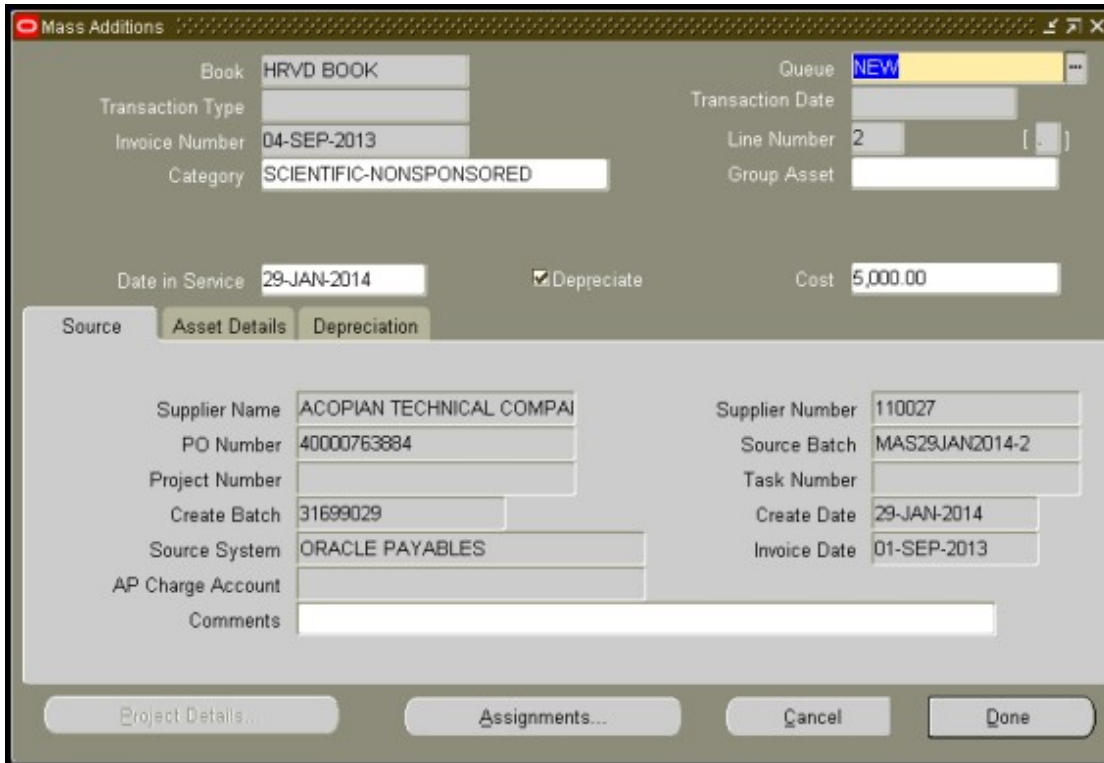 Mass Additions
Book HRVD BOOK Queue NEW ...
Transaction Type Transaction Date
Invoice Number 04-SEP-2013 Line Number 2 [ . ]
Category SCIENTIFIC-NONSPONSORED Group Asset
Date in Service 29-JAN-2014 Depreciate Cost 5,000.00
Source Asset Details Depreciation
Supplier Name ACOPIAN TECHNICAL COMPAI Supplier Number 110027
PO Number 40000763884 Source Batch MAS29JAN2014-2
Project Number Task Number
Create Batch 31699029 Create Date 29-JAN-2014
Source System ORACLE PAYABLES Invoice Date 01-SEP-2013
AP Charge Account
Comments
Project Details... Assignments... Cancel Done